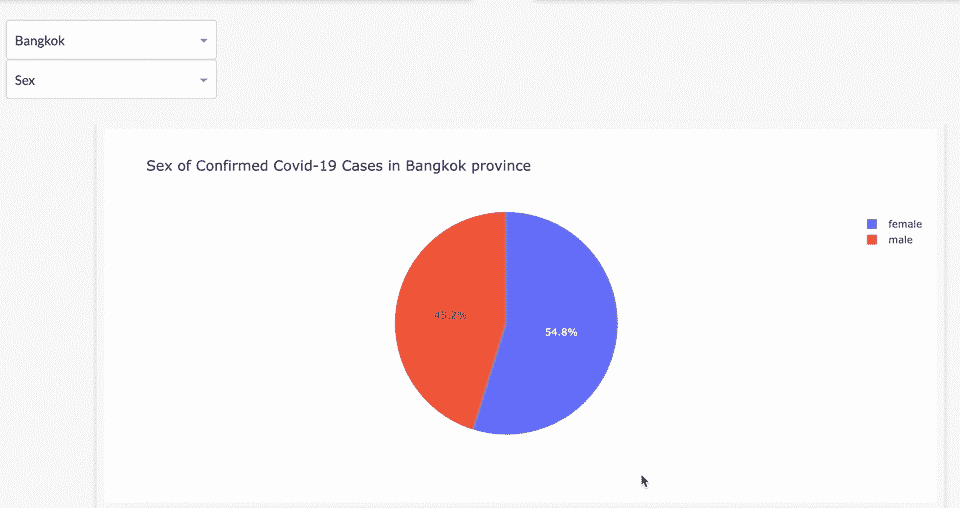 Bangkok
Sex
Sex of Confirmed Covid-19 Cases in Bangkok province
female
male
45.2%
54.8%